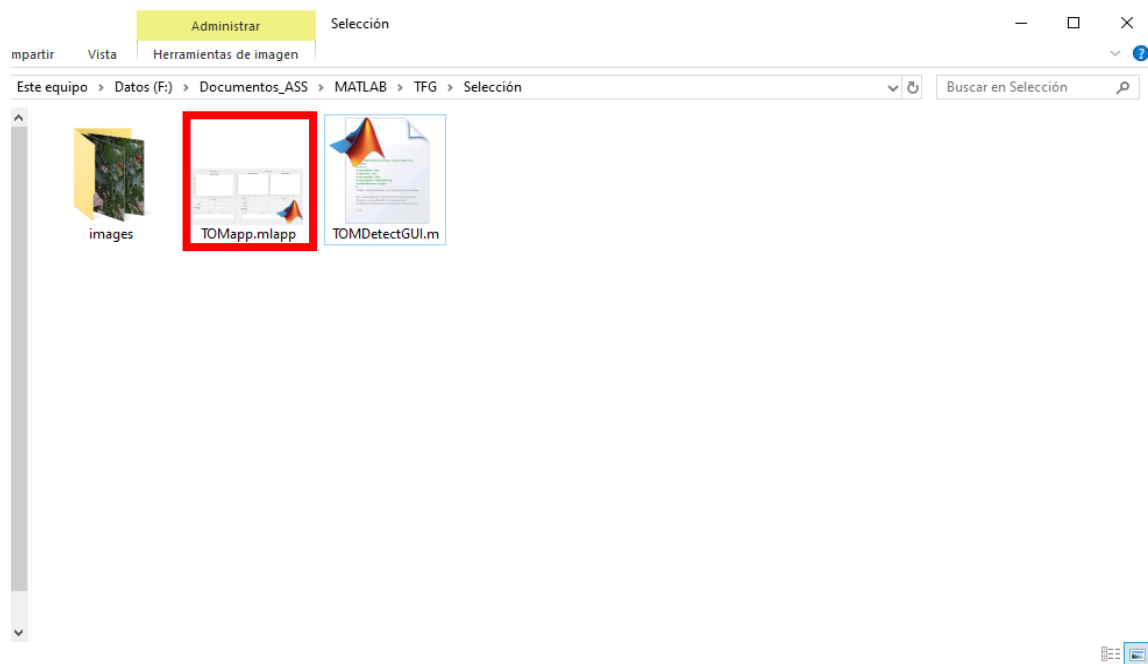 Administrar
Selección
mpartir
Vista
Herramientas de imagen
Este equipo > Datos (F:) > Documentos_ASS > MATLAB > TFG > Selección
Buscar en Selección
images
TOMapp.mlapp
TOMDetectGUI.m